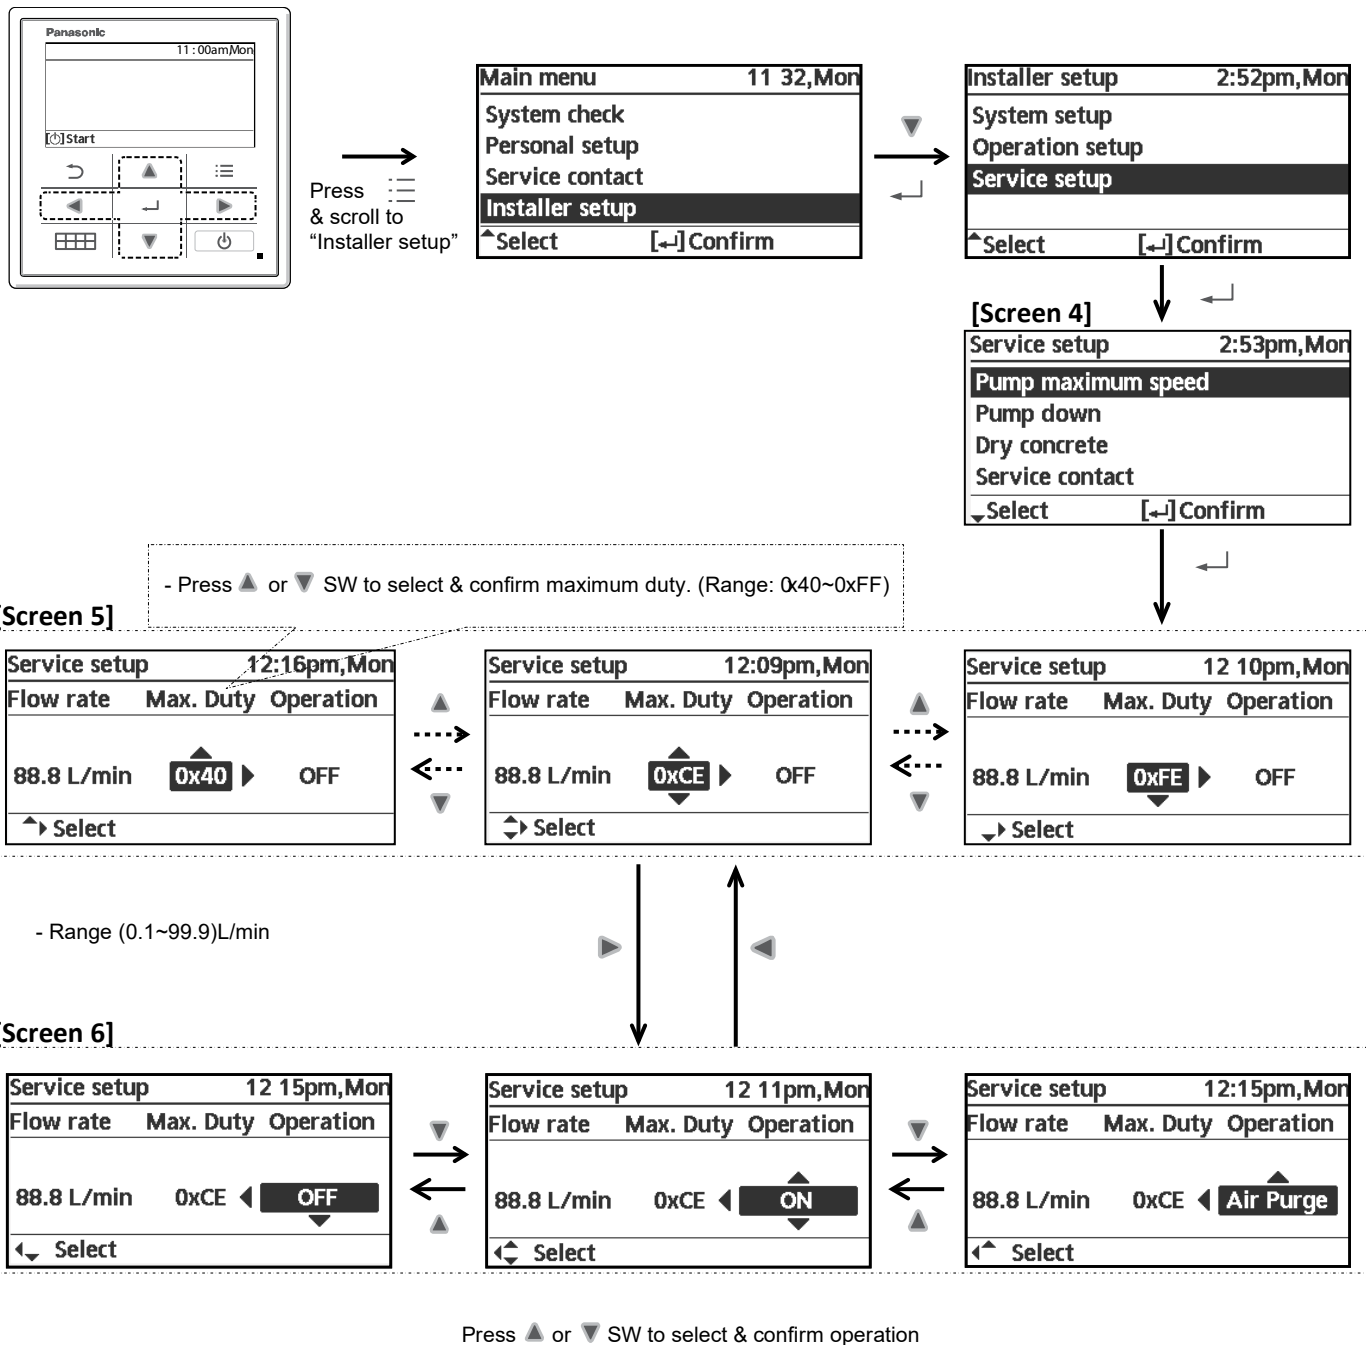 Panasonic
11:00am,Mon
[⏻]Start
Press
& scroll to
“Installer setup”
Main menu 11 32,Mon
System check
Personal setup
Service contact
Installer setup
Select [↵]Confirm
Installer setup 2:52pm,Mon
System setup
Operation setup
Service setup
Select [↵]Confirm
[Screen 4]
Service setup 2:53pm,Mon
Pump maximum speed
Pump down
Dry concrete
Service contact
Select [↵]Confirm
- Press ▲ or ▼ SW to select & confirm maximum duty. (Range: 0x40~0xFF)
[Screen 5]
Service setup 12:16pm,Mon
Flow rate Max. Duty Operation
88.8 L/min 0x40 OFF
Select
Service setup 12:09pm,Mon
Flow rate Max. Duty Operation
88.8 L/min 0xCE OFF
Select
Service setup 12 10pm,Mon
Flow rate Max. Duty Operation
88.8 L/min 0xFE OFF
Select
- Range (0.1~99.9)L/min
[Screen 6]
Service setup 12 15pm,Mon
Flow rate Max. Duty Operation
88.8 L/min 0xCE OFF
Select
Service setup 12 11pm,Mon
Flow rate Max. Duty Operation
88.8 L/min 0xCE ON
Select
Service setup 12:15pm,Mon
Flow rate Max. Duty Operation
88.8 L/min 0xCE Air Purge
Select
Press ▲ or ▼ SW to select & confirm operation